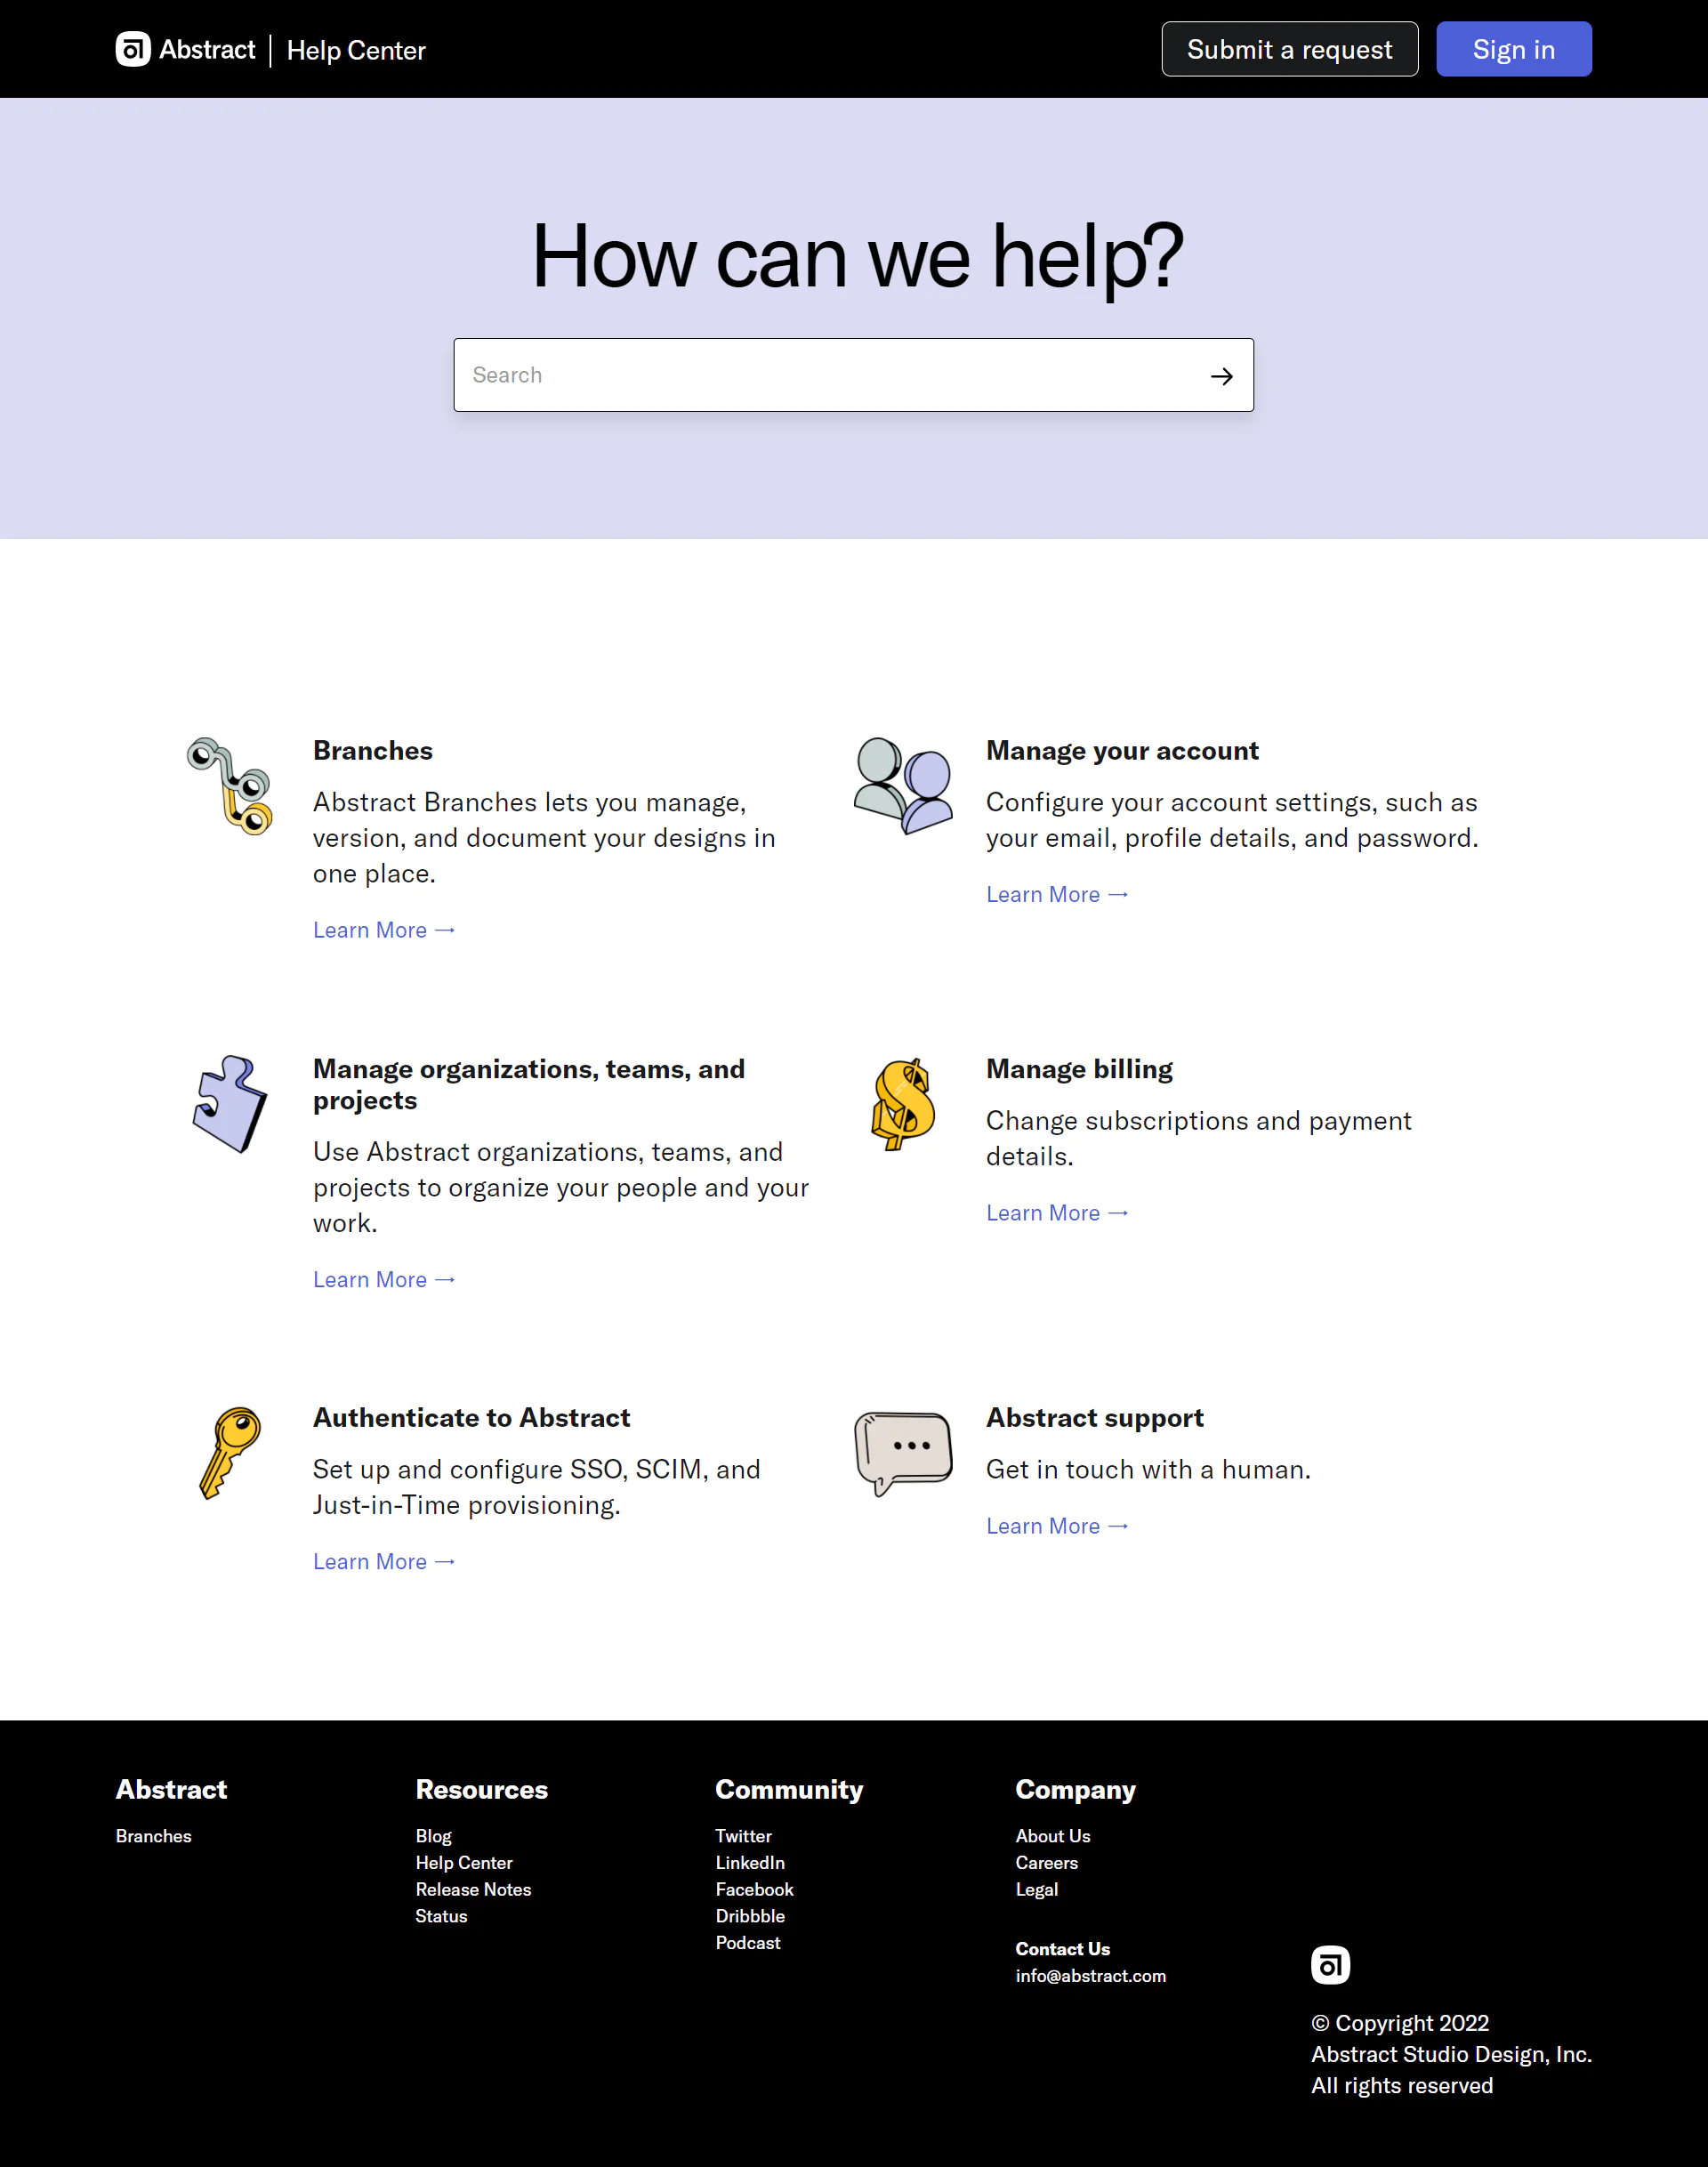 Abstract | Help Center
Submit a request
Sign in
How can we help?
Search
Branches
Abstract Branches lets you manage,
version, and document your designs in
one place.
Learn More →
Manage your account
Configure your account settings, such as
your email, profile details, and password.
Learn More →
Manage organizations, teams, and
projects
Use Abstract organizations, teams, and
projects to organize your people and your
work.
Learn More →
Manage billing
Change subscriptions and payment
details.
Learn More →
Authenticate to Abstract
Set up and configure SSO, SCIM, and
Just-in-Time provisioning.
Learn More →
Abstract support
Get in touch with a human.
Learn More →
Abstract
Branches
Resources
Blog
Help Center
Release Notes
Status
Community
Twitter
LinkedIn
Facebook
Dribbble
Podcast
Company
About Us
Careers
Legal
Contact Us
info@abstract.com
© Copyright 2022
Abstract Studio Design, Inc.
All rights reserved